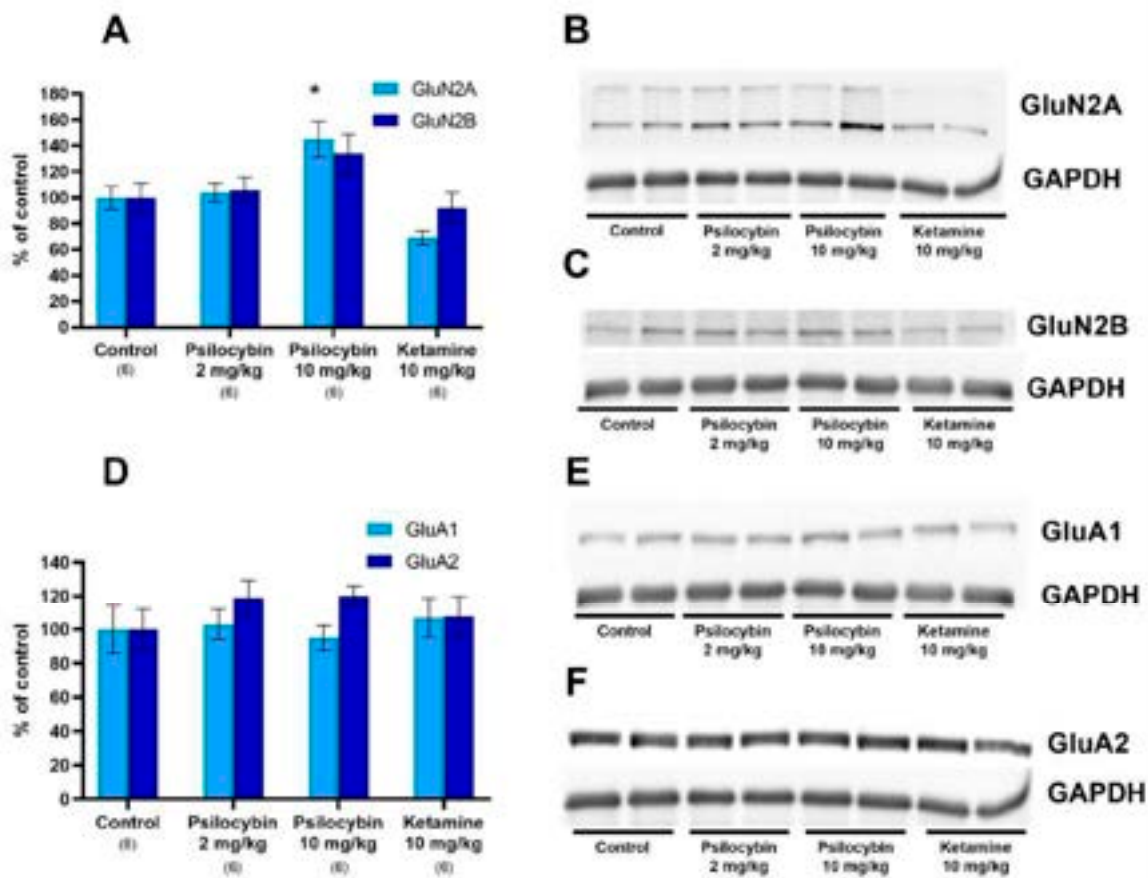 A
180
160
140
120
100
80
60
40
20
0
% of control
*
GluN2A
GluN2B
Control
Psilocybin
2 mg/kg
Psilocybin
10 mg/kg
Ketamine
10 mg/kg
B
GluN2A
GAPDH
Control
Psilocybin
2 mg/kg
Psilocybin
10 mg/kg
Ketamine
10 mg/kg
C
GluN2B
GAPDH
Control
Psilocybin
2 mg/kg
Psilocybin
10 mg/kg
Ketamine
10 mg/kg
D
140
120
100
80
60
40
20
0
% of control
GluA1
GluA2
Control
Psilocybin
2 mg/kg
Psilocybin
10 mg/kg
Ketamine
10 mg/kg
E
GluA1
GAPDH
Control
Psilocybin
2 mg/kg
Psilocybin
10 mg/kg
Ketamine
10 mg/kg
F
GluA2
GAPDH
Control
Psilocybin
2 mg/kg
Psilocybin
10 mg/kg
Ketamine
10 mg/kg